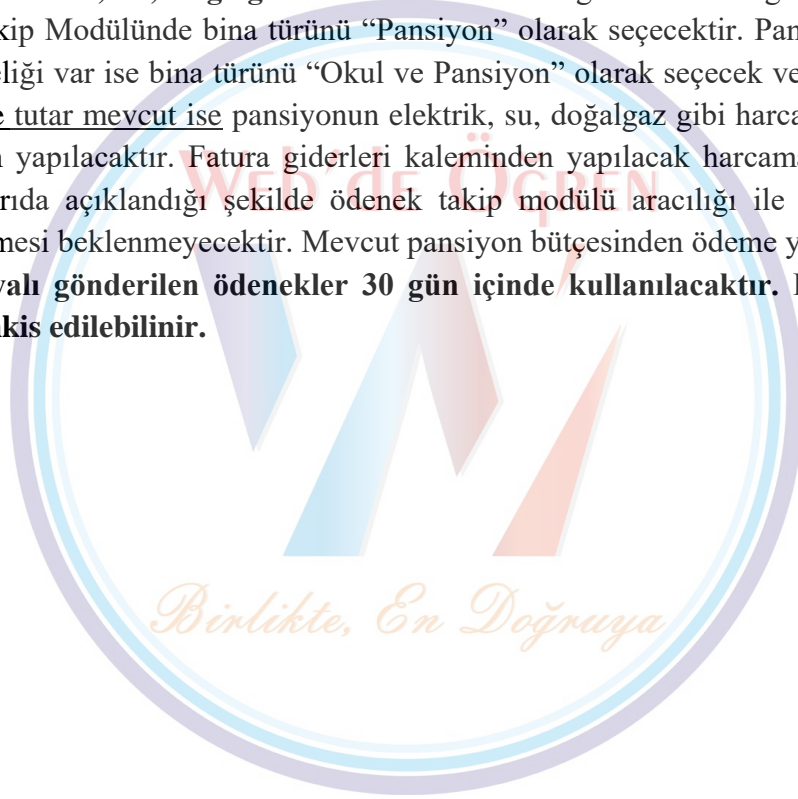 kip Modülünde bina türünü “Pansiyon” olarak seçecektir. Pan
eliği var ise bina türünü “Okul ve Pansiyon” olarak seçecek ve
e tutar mevcut ise pansiyonun elektrik, su, doğalgaz gibi harca
n yapılacaktır. Fatura giderleri kaleminden yapılacak harcama
Web'de Öğren
rıda açıklandığı şekilde ödenek takip modülü aracılığı ile
mesi beklenmeyecektir. Mevcut pansiyon bütçesinden ödeme y
valı gönderilen ödenekler 30 gün içinde kullanılacaktır.
kis edilebilinir.
Birlikte, En Doğruya